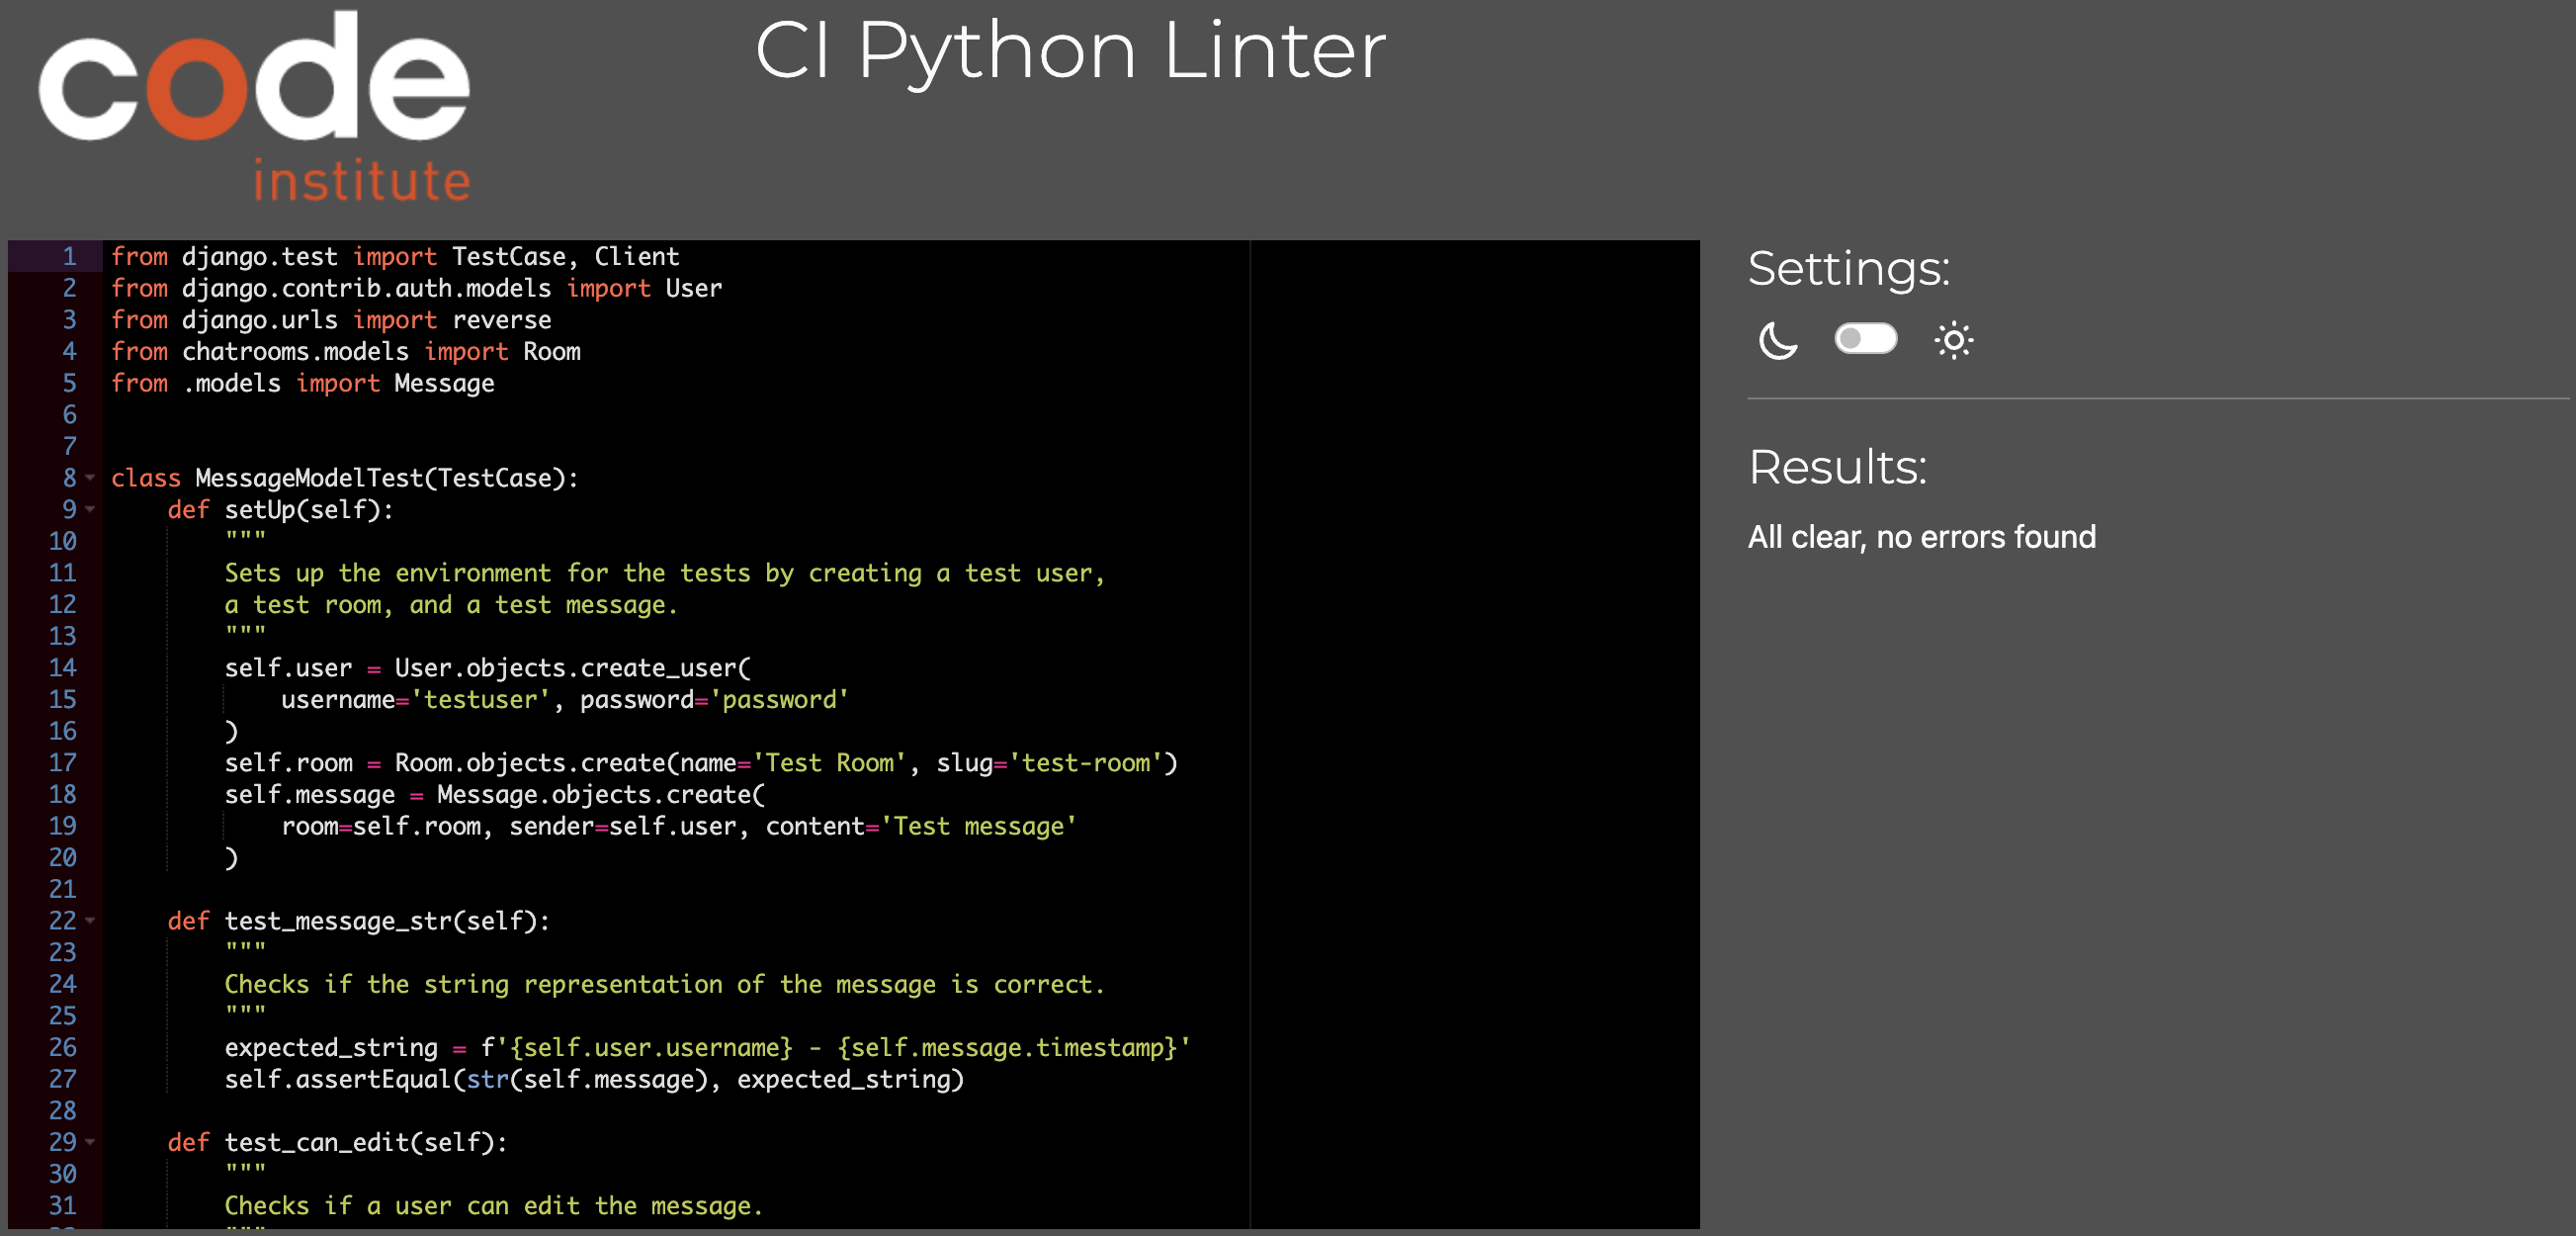 code
institute
CI Python Linter
1 from django.test import TestCase, Client
2 from django.contrib.auth.models import User
3 from django.urls import reverse
4 from chatrooms.models import Room
5 from .models import Message
6
7
8 class MessageModelTest(TestCase):
9     def setUp(self):
10         """
11         Sets up the environment for the tests by creating a test user,
12         a test room, and a test message.
13         """
14         self.user = User.objects.create_user(
15             username='testuser', password='password'
16         )
17         self.room = Room.objects.create(name='Test Room', slug='test-room')
18         self.message = Message.objects.create(
19             room=self.room, sender=self.user, content='Test message'
20         )
21
22     def test_message_str(self):
23         """
24         Checks if the string representation of the message is correct.
25         """
26         expected_string = f'{self.user.username} - {self.message.timestamp}'
27         self.assertEqual(str(self.message), expected_string)
28
29     def test_can_edit(self):
30         """
31         Checks if a user can edit the message.
Settings:
Results:
All clear, no errors found